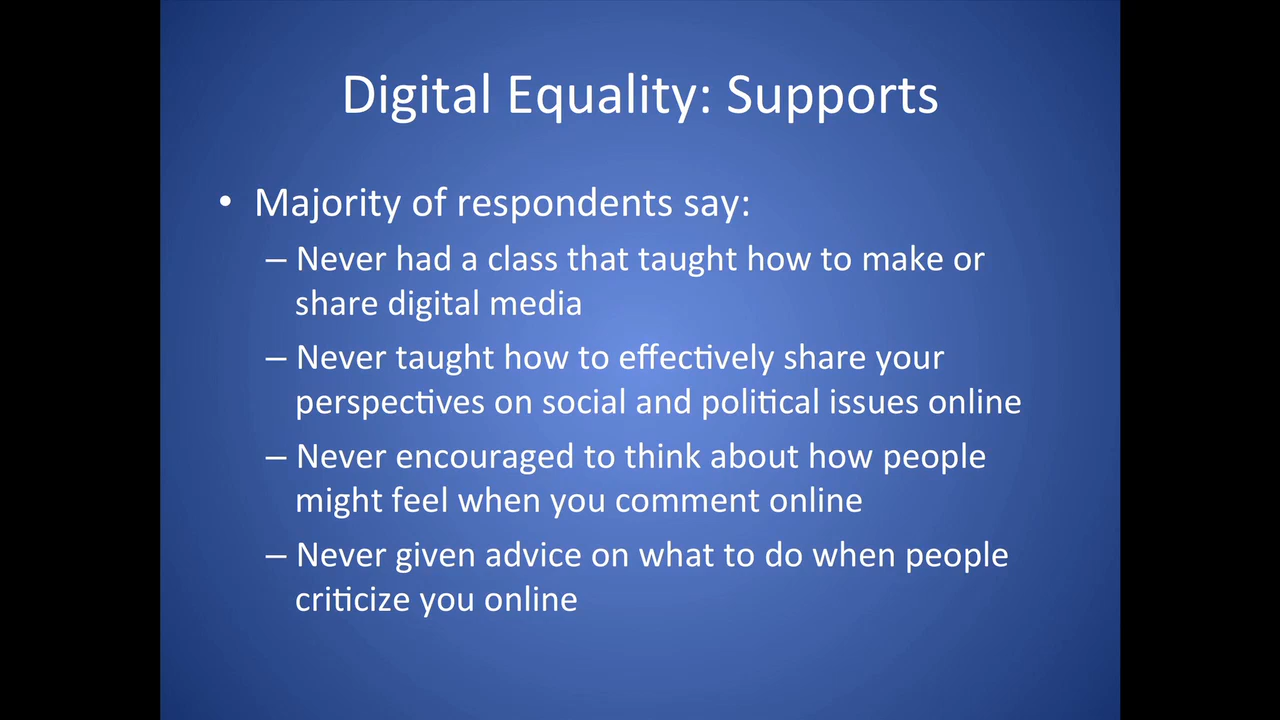 Digital Equality: Supports
• Majority of respondents say:
– Never had a class that taught how to make or
share digital media
– Never taught how to effectively share your
perspectives on social and political issues online
– Never encouraged to think about how people
might feel when you comment online
– Never given advice on what to do when people
criticize you online